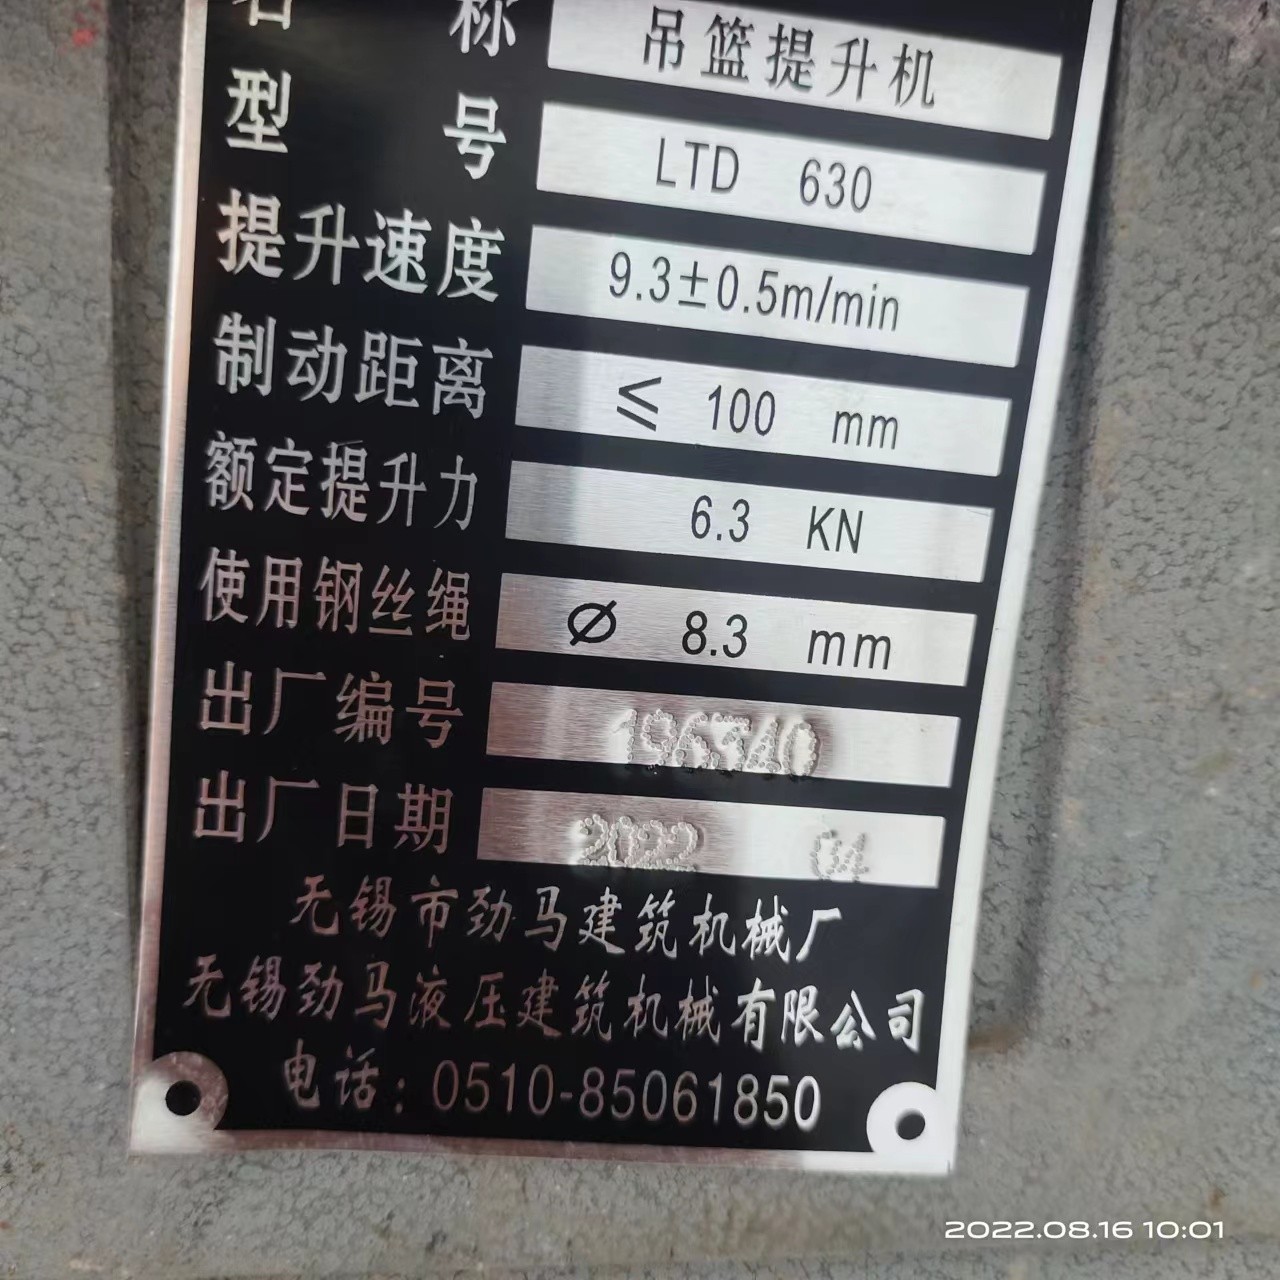 名称 吊篮提升机
型号 LTD 630
提升速度 9.3±0.5m/min
制动距离 ≤ 100 mm
额定提升力 6.3 KN
使用钢丝绳 Ø 8.3 mm
出厂编号 196340
出厂日期 2022 04
无锡市劲马建筑机械厂
无锡劲马液压建筑机械有限公司
电话:0510-85061850
2022.08.16 10:01